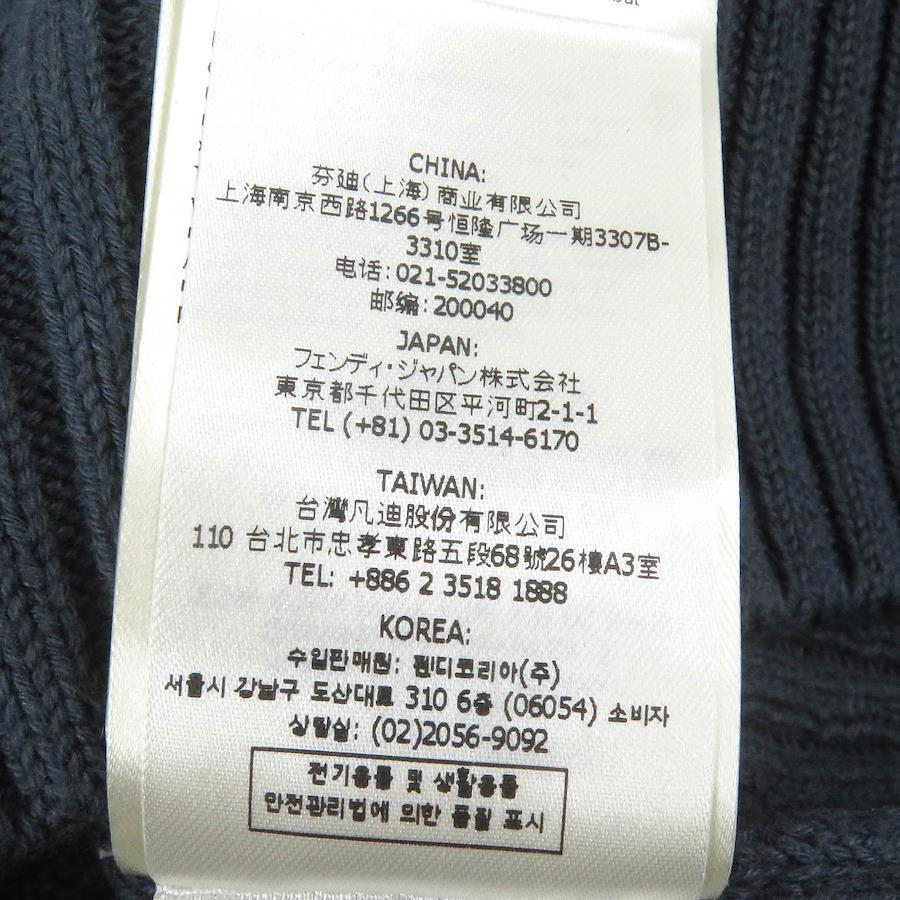 CHINA:
芬廸(上海)商业有限公司
上海南京西路1266号恒隆广场一期3307B-
3310室
电话:021-52033800
邮编:200040
JAPAN:
フェンディ・ジャパン株式会社
東京都千代田区平河町2-1-1
TEL (+81) 03-3514-6170
TAIWAN:
台灣凡迪股份有限公司
110 台北市忠孝東路五段68號26樓A3室
TEL: +886 2 3518 1888
KOREA:
수입판매원: 펜디코리아(주)
서울시 강남구 도산대로 310 6층 (06054) 소비자
상담실: (02)2056-9092
전기용품 및 생활용품
안전관리법에 의한 품질 표시